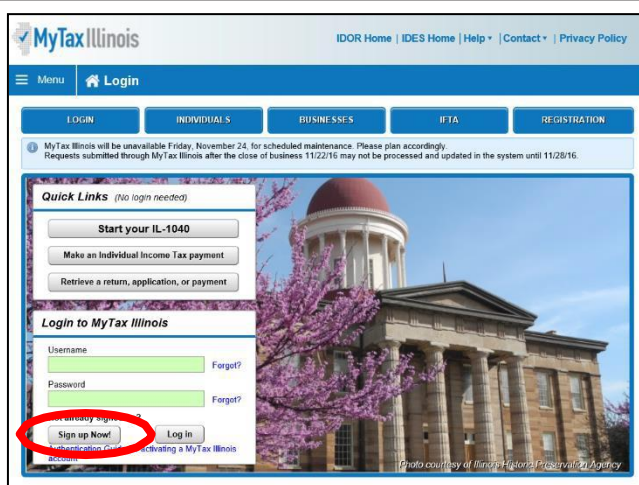 MyTax Illinois
IDOR Home | IDES Home | Help | Contact | Privacy Policy
Menu
Login
LOGIN
INDIVIDUALS
BUSINESSES
IFTA
REGISTRATION
MyTax Illinois will be unavailable Friday, November 24, for scheduled maintenance. Please plan accordingly.
Requests submitted through MyTax Illinois after the close of business 11/22/16 may not be processed and updated in the system until 11/28/16.
Quick Links (No login needed)
Start your IL-1040
Make an Individual Income Tax payment
Retrieve a return, application, or payment
Login to MyTax Illinois
Username
Forgot?
Password
Forgot?
already ?
Sign up Now!
Log in
activating a MyTax Illinois
account
Photo courtesy of Illinois Historic Preservation Agency